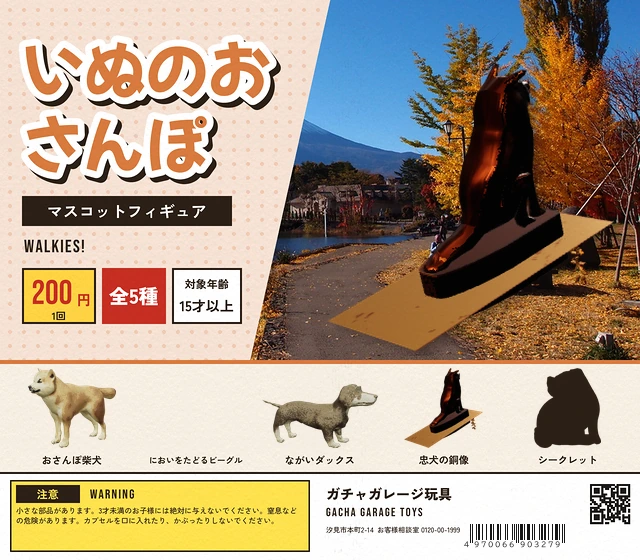 いぬのお
さんぽ
マスコットフィギュア
WALKIES!
200円
1回
全5種
対象年齢
15才以上
おさんぽ柴犬
においをたどるビーグル
ながいダックス
忠犬の銅像
シークレット
注意 WARNING
小さな部品があります。3才未満のお子様には絶対に与えないでください。窒息など
の危険があります。カプセルを口に入れたり、かぶったりしないでください。
ガチャガレージ玩具
GACHA GARAGE TOYS
汐見市本町2-14 お客様相談室 0120-00-1999
4 970066 903279